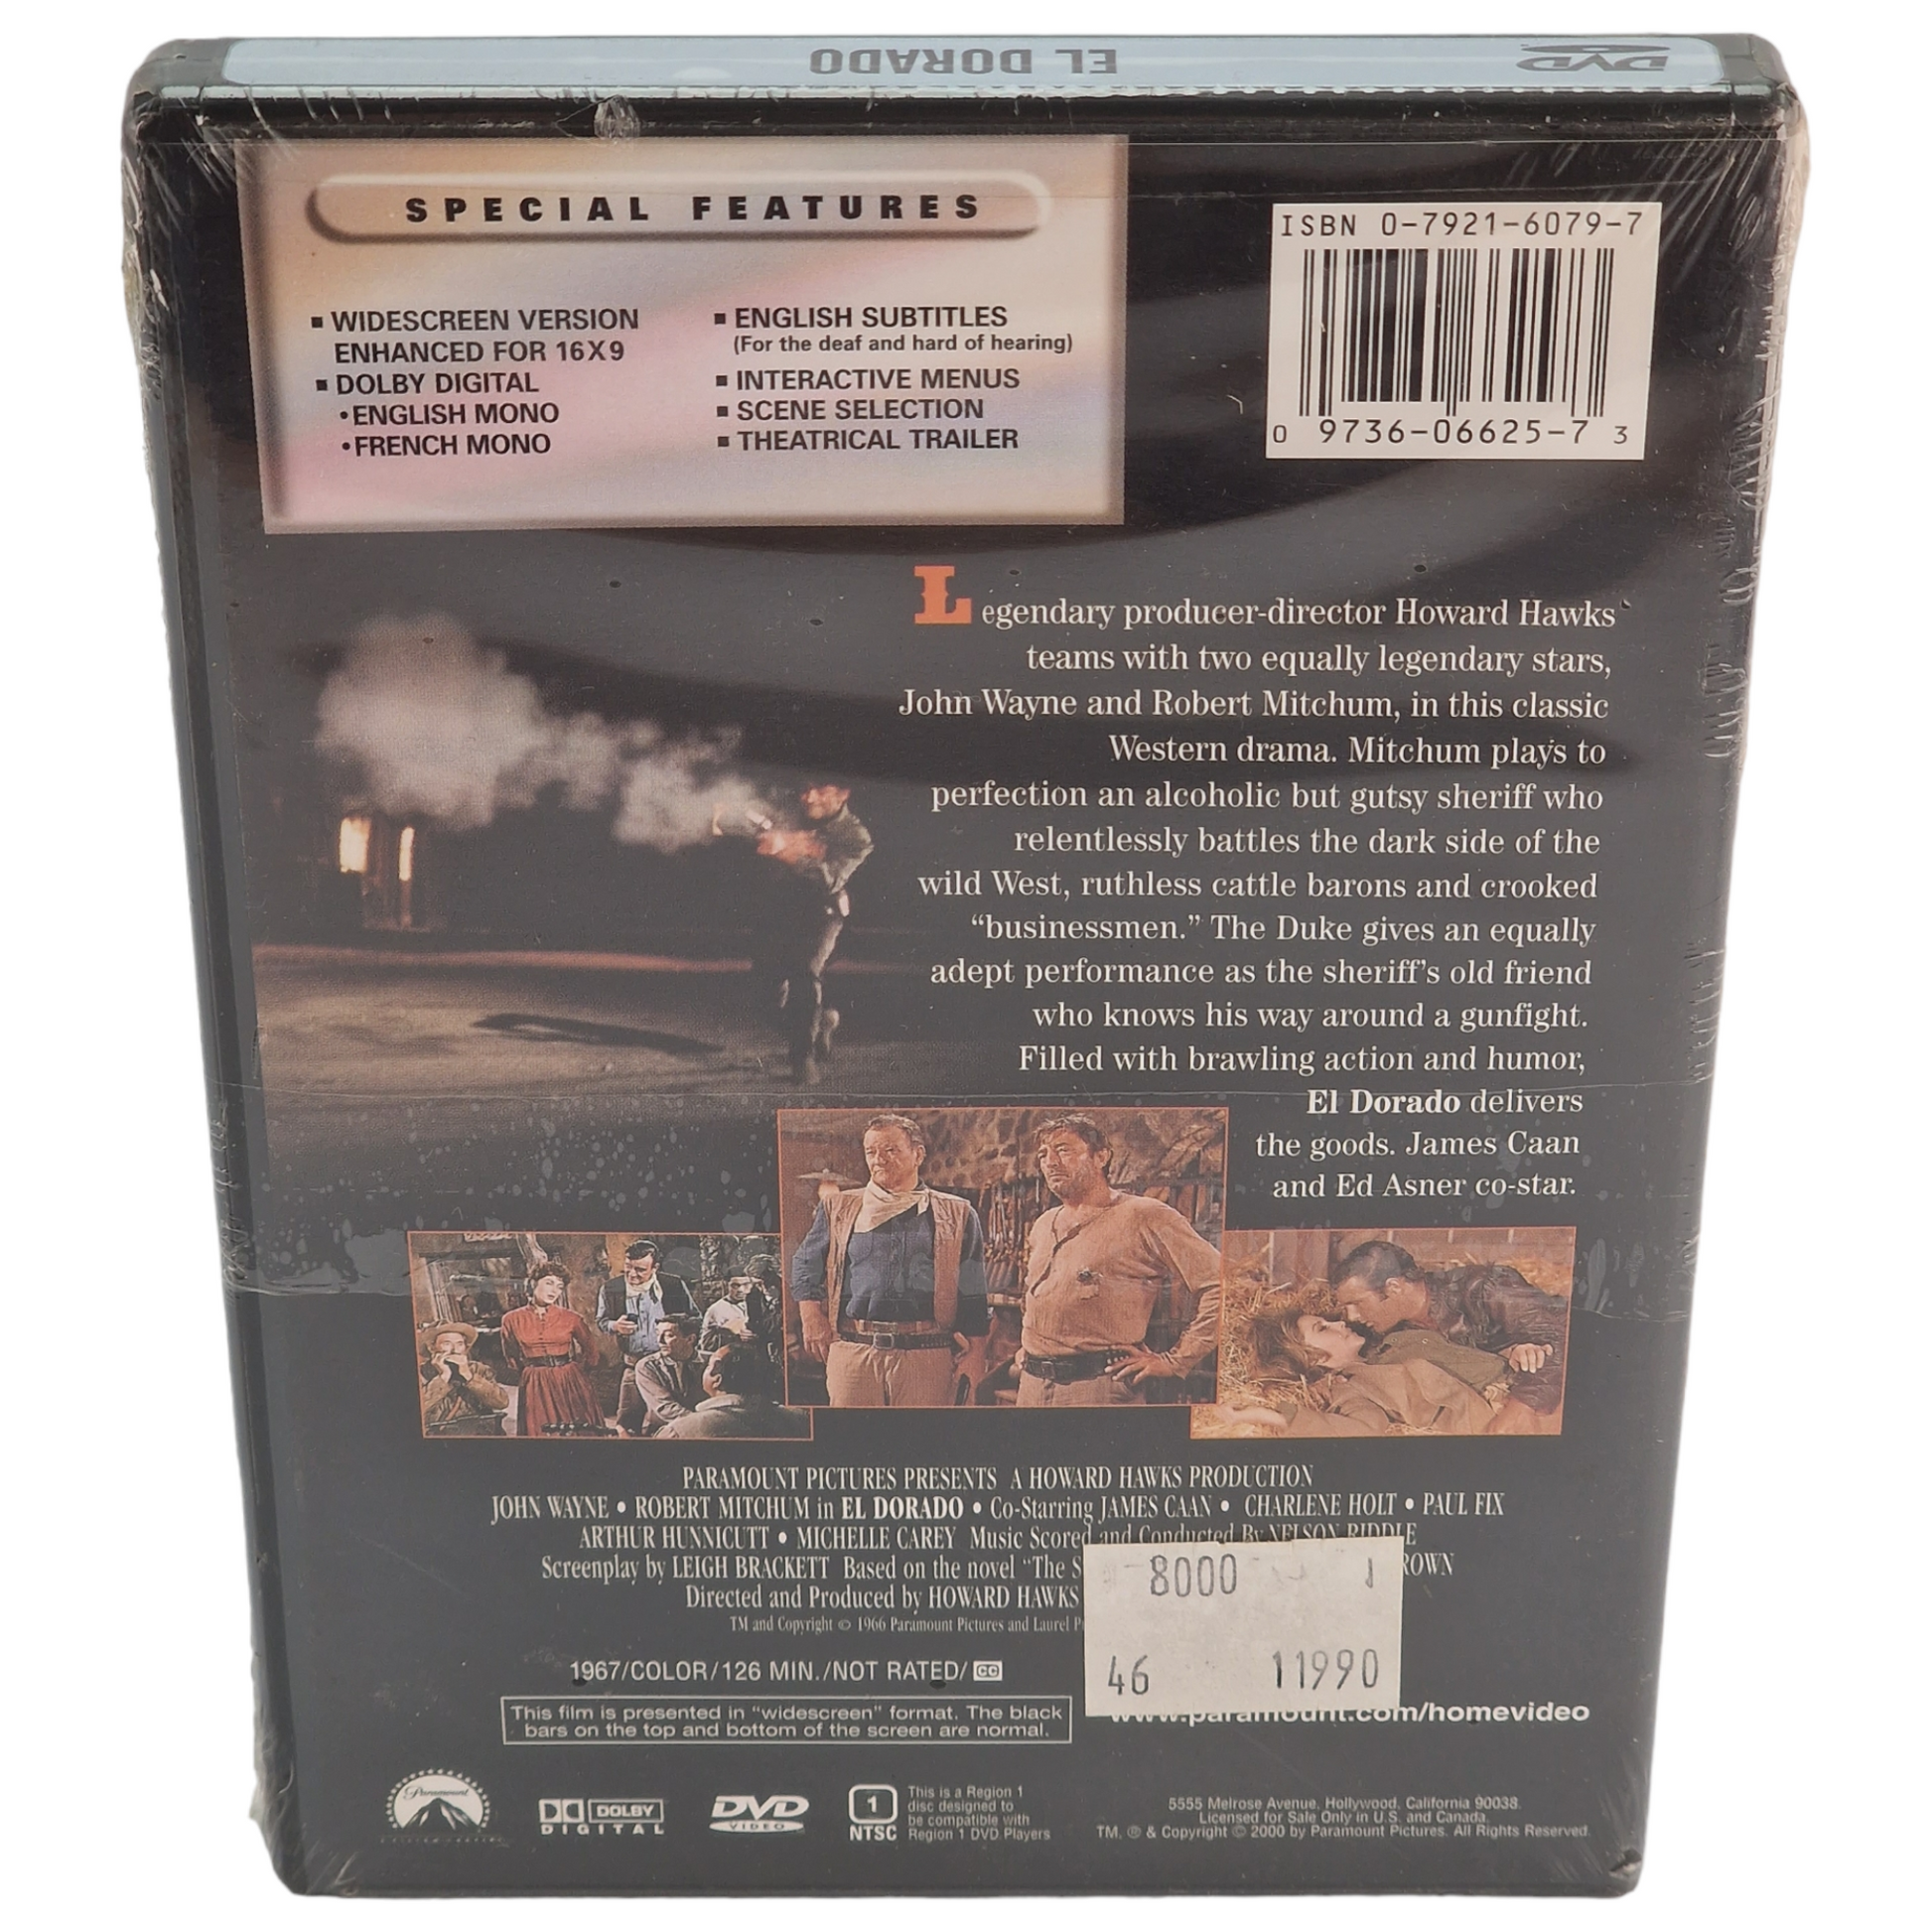 EL DORADO
DVD
SPECIAL FEATURES
▪ WIDESCREEN VERSION
ENHANCED FOR 16X9
▪ DOLBY DIGITAL
•ENGLISH MONO
•FRENCH MONO
▪ ENGLISH SUBTITLES
(For the deaf and hard of hearing)
▪ INTERACTIVE MENUS
▪ SCENE SELECTION
▪ THEATRICAL TRAILER
ISBN 0-7921-6079-7
0 9736-06625-7 3
Legendary producer-director Howard Hawks
teams with two equally legendary stars,
John Wayne and Robert Mitchum, in this classic
Western drama. Mitchum plays to
perfection an alcoholic but gutsy sheriff who
relentlessly battles the dark side of the
wild West, ruthless cattle barons and crooked
“businessmen.” The Duke gives an equally
adept performance as the sheriff’s old friend
who knows his way around a gunfight.
Filled with brawling action and humor,
El Dorado delivers
the goods. James Caan
and Ed Asner co-star.
PARAMOUNT PICTURES PRESENTS A HOWARD HAWKS PRODUCTION
JOHN WAYNE • ROBERT MITCHUM in EL DORADO • Co-Starring JAMES CAAN • CHARLENE HOLT • PAUL FIX
ARTHUR HUNNICUTT • MICHELLE CAREY Music Scored and Conducted By NELSON RIDDLE
Screenplay by LEIGH BRACKETT Based on the novel “The S
ROWN
Directed and Produced by HOWARD HAWKS
TM and Copyright © 1966 Paramount Pictures and Laurel
8000
46 11990
1967/COLOR/126 MIN./NOT RATED/ CC
This film is presented in “widescreen” format. The black
bars on the top and bottom of the screen are normal.
www.paramount.com/homevideo
Paramount
DOLBY
DIGITAL
DVD
VIDEO
1
NTSC
This is a Region 1
disc designed to
be compatible with
Region 1 DVD Players
5555 Melrose Avenue, Hollywood, California 90038.
Licensed for Sale Only in U.S. and Canada.
TM, ® & Copyright © 2000 by Paramount Pictures. All Rights Reserved.